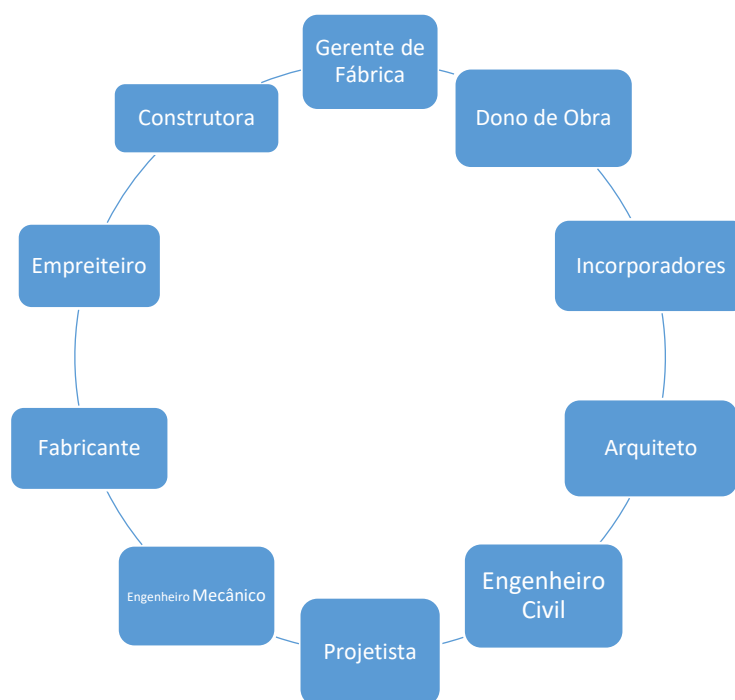 Gerente de
Fábrica
Dono de Obra
Incorporadores
Arquiteto
Engenheiro
Civil
Projetista
Engenheiro Mecânico
Fabricante
Empreiteiro
Construtora